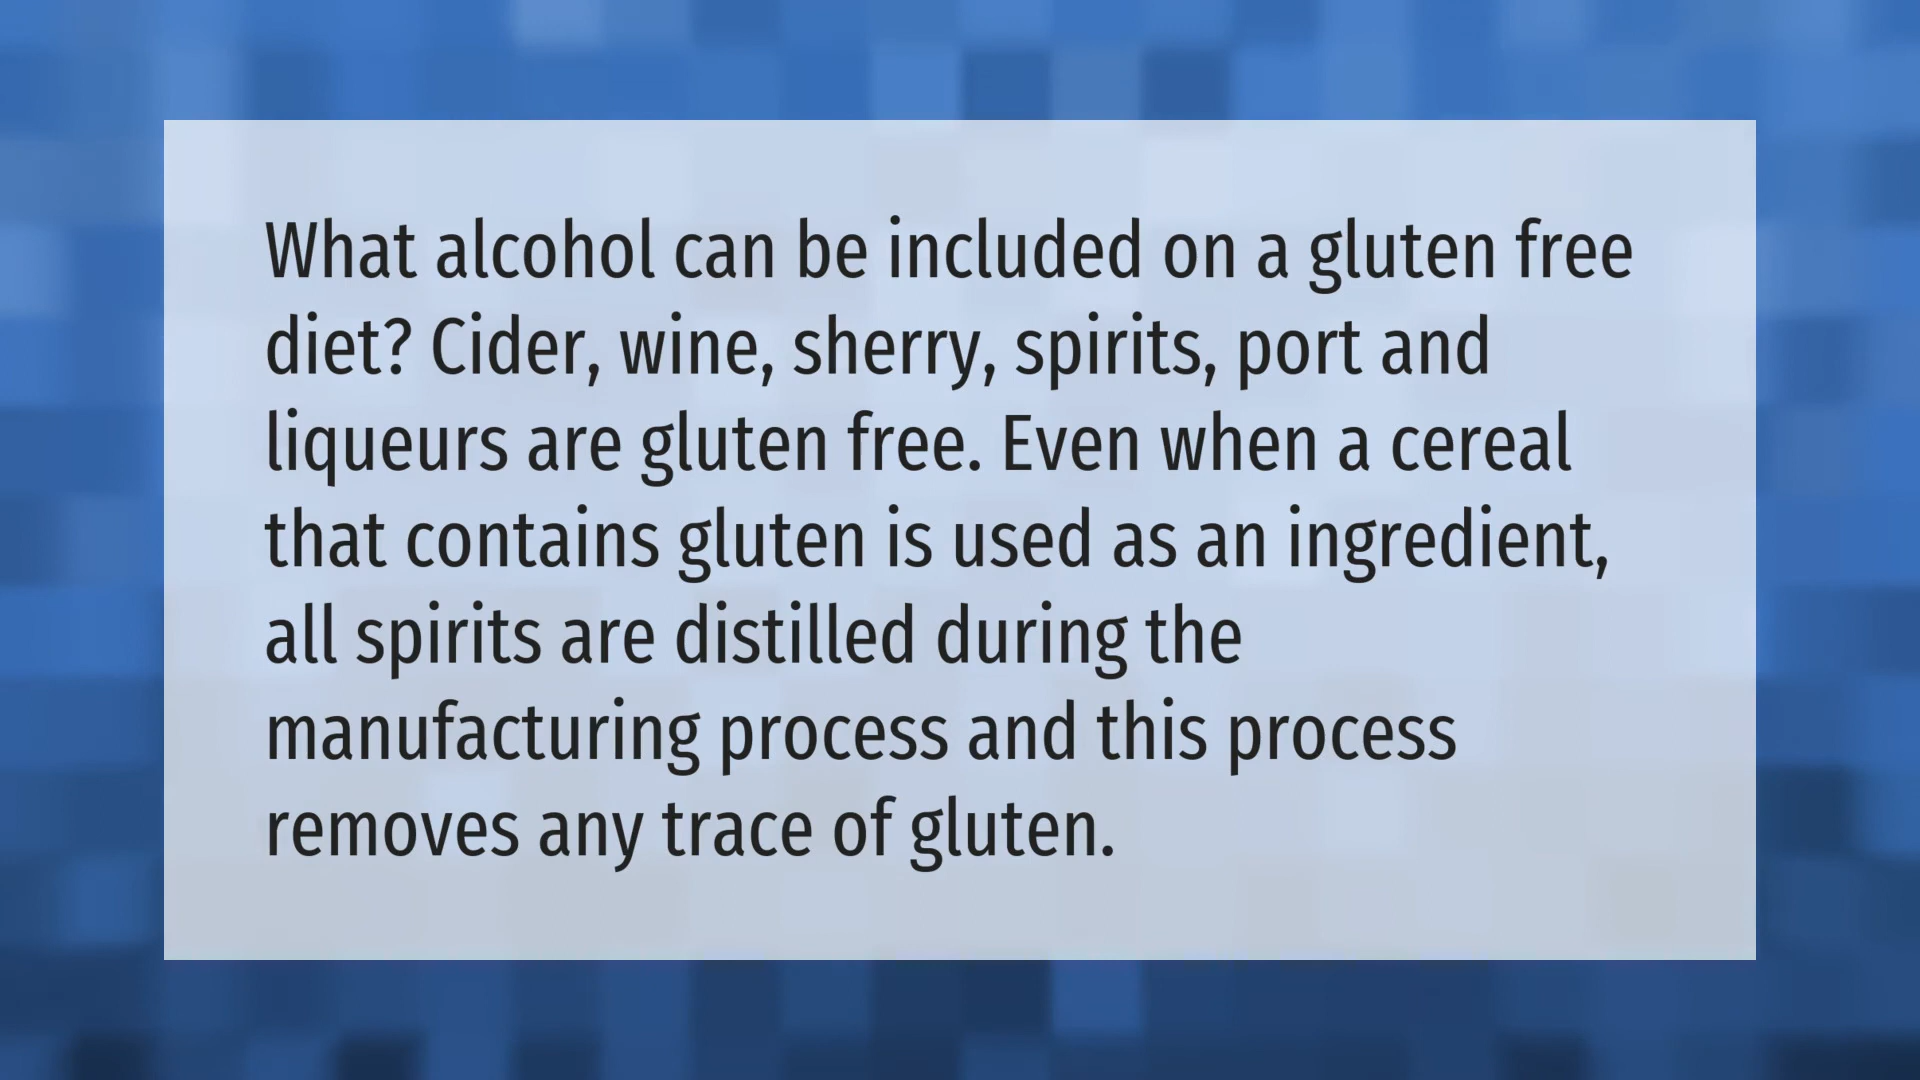 What alcohol can be included on a gluten free
diet? Cider, wine, sherry, spirits, port and
liqueurs are gluten free. Even when a cereal
that contains gluten is used as an ingredient,
all spirits are distilled during the
manufacturing process and this process
removes any trace of gluten.